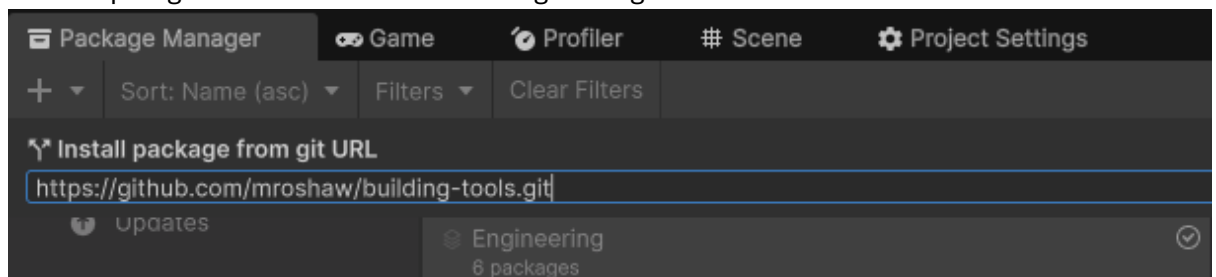 Package Manager Game Profiler Scene Project Settings
Sort: Name (asc) Filters Clear Filters
Install package from git URL
https://github.com/mroshaw/building-tools.git
Updates
Engineering
6 packages